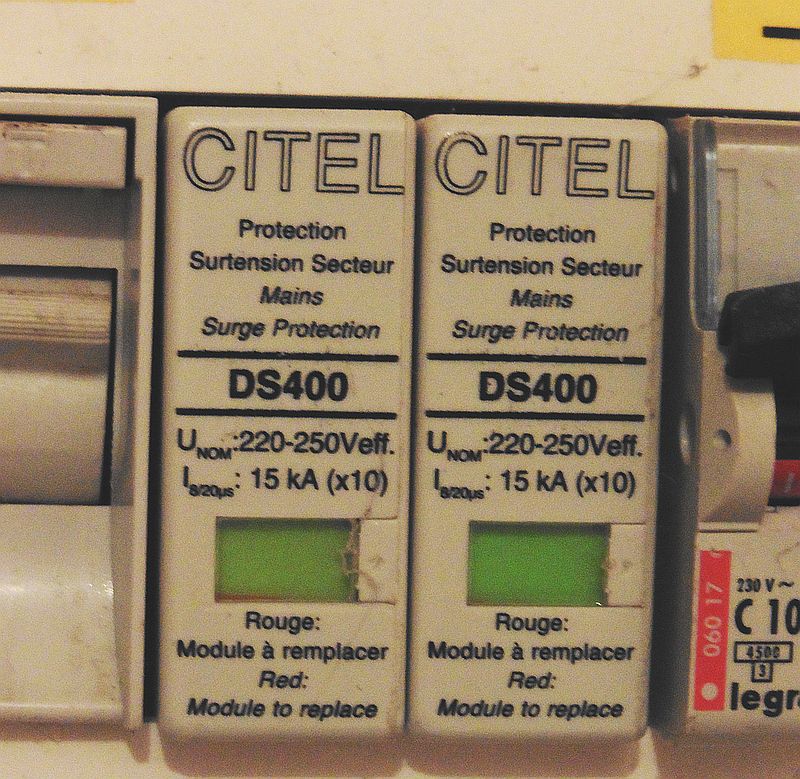 CITEL
Protection
Surtension Secteur
Mains
Surge Protection
DS400
UNOM:220-250Veff.
I8/20µs: 15 kA (x10)
Rouge:
Module à remplacer
Red:
Module to replace
CITEL
Protection
Surtension Secteur
Mains
Surge Protection
DS400
UNOM:220-250Veff.
I8/20µs: 15 kA (x10)
Rouge:
Module à remplacer
Red:
Module to replace
060 17
230 V ~
C 10
4500
3
legr